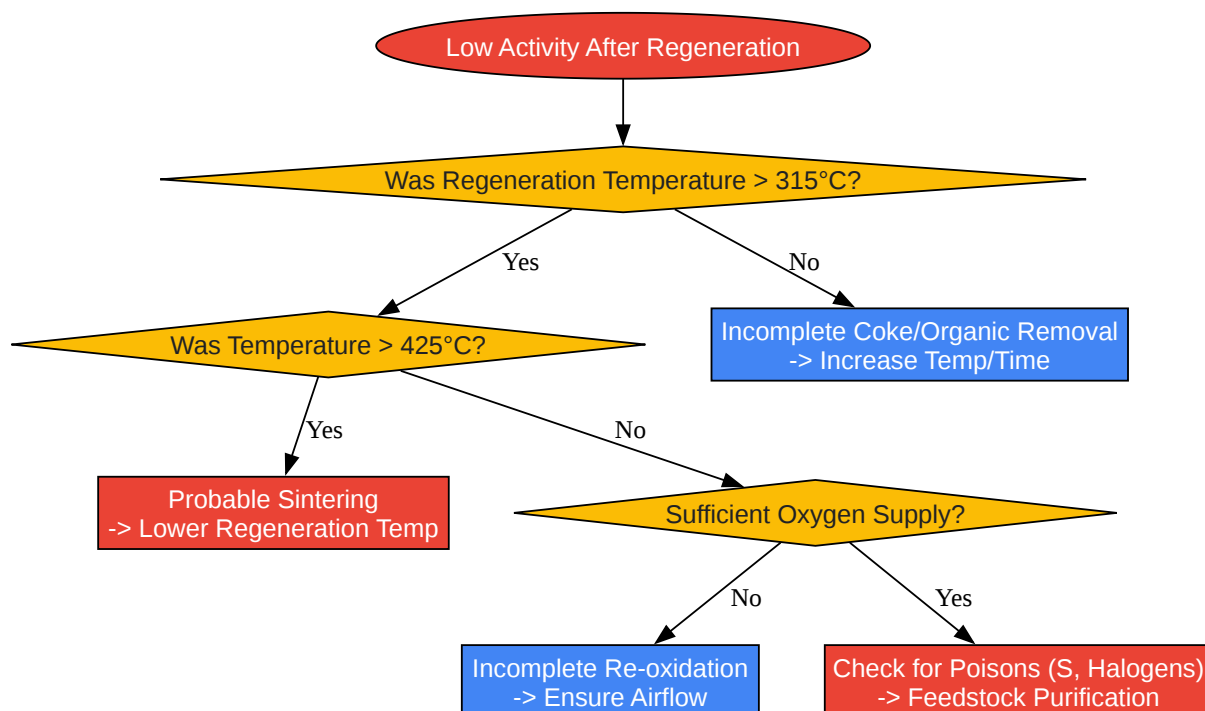 Low Activity After Regeneration
Was Regeneration Temperature > 315°C?
Yes
No
Was Temperature > 425°C?
Incomplete Coke/Organic Removal
-> Increase Temp/Time
Yes
No
Probable Sintering
-> Lower Regeneration Temp
Sufficient Oxygen Supply?
No
Yes
Incomplete Re-oxidation
-> Ensure Airflow
Check for Poisons (S, Halogens)
-> Feedstock Purification